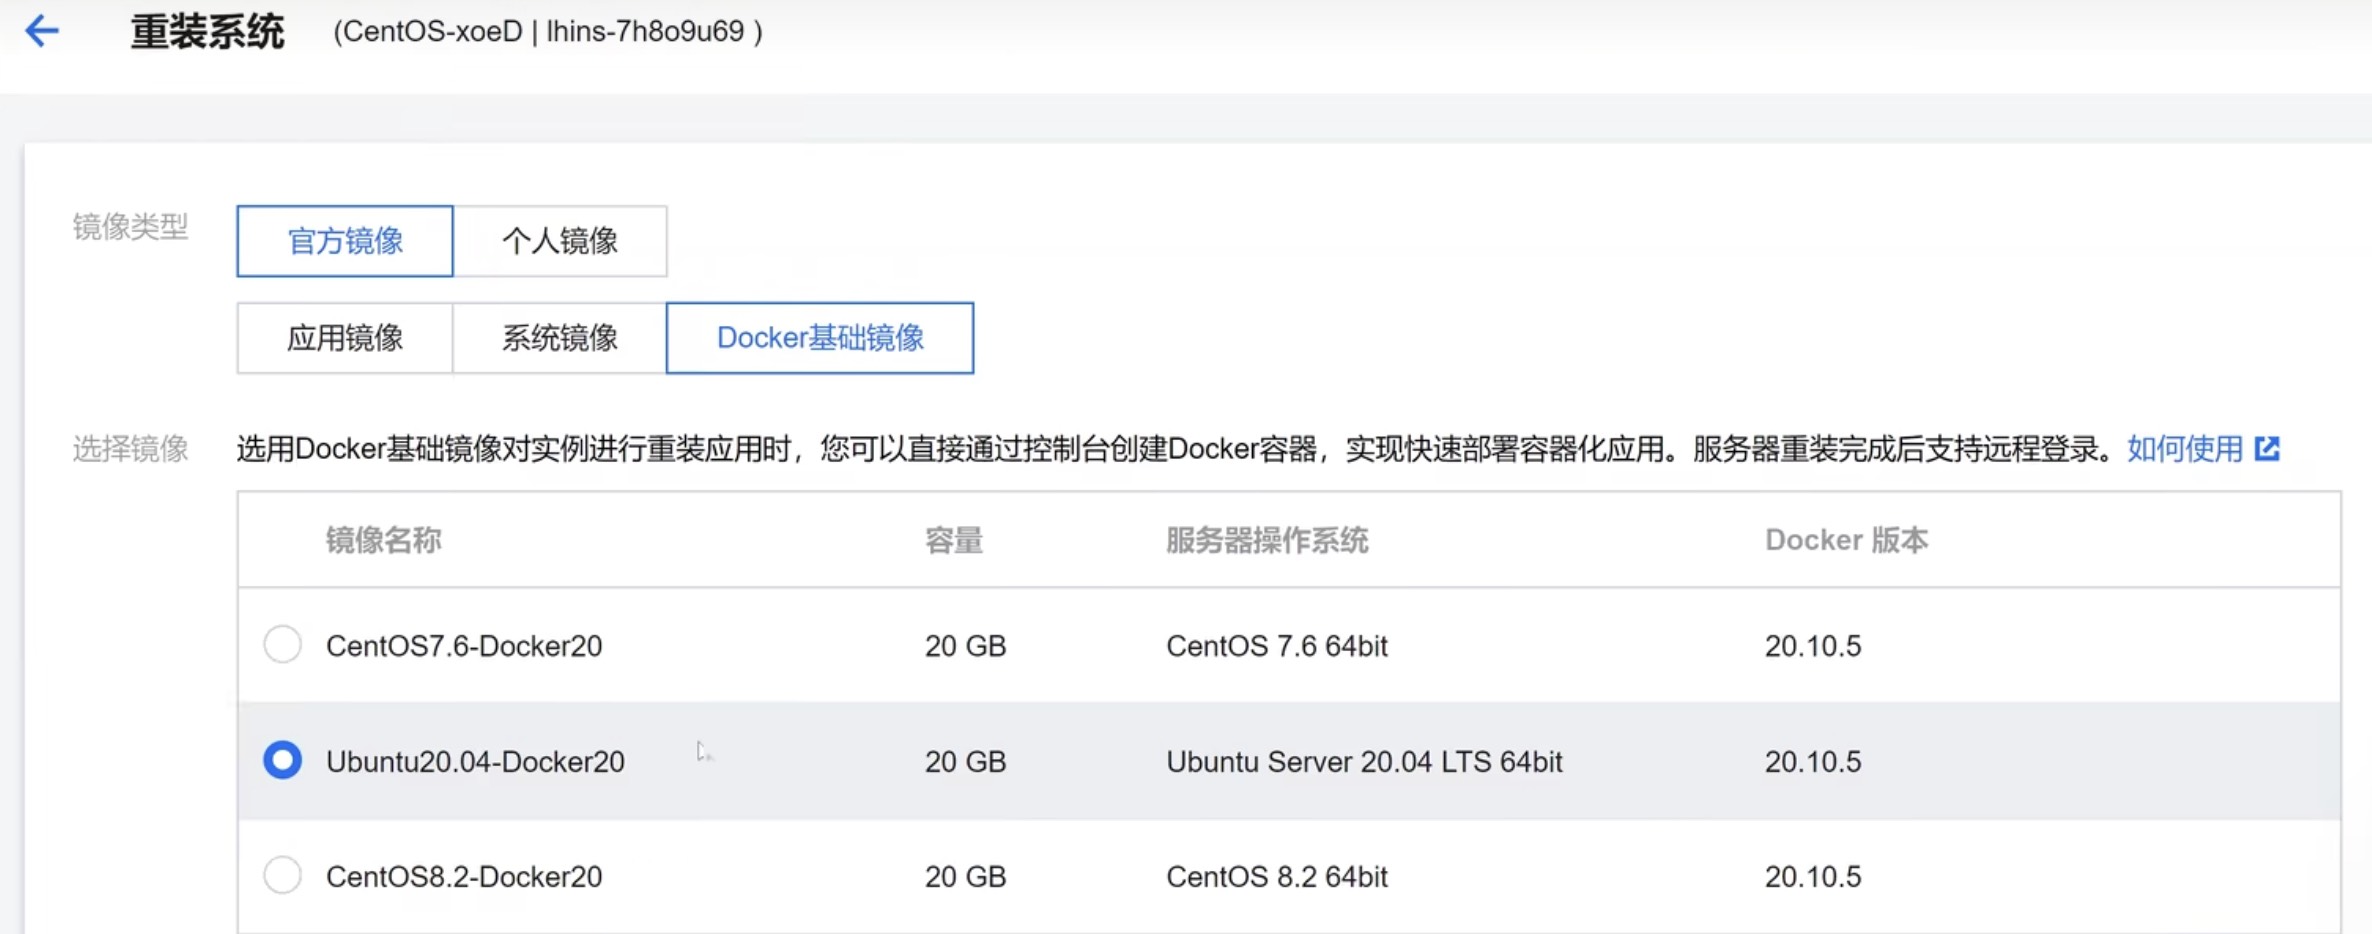 重装系统 (CentOS-xoeD | lhins-7h8o9u69 )
镜像类型 官方镜像 个人镜像
应用镜像 系统镜像 Docker基础镜像
选择镜像 选用Docker基础镜像对实例进行重装应用时，您可以直接通过控制台创建Docker容器，实现快速部署容器化应用。服务器重装完成后支持远程登录。如何使用
镜像名称 容量 服务器操作系统 Docker 版本
CentOS7.6-Docker20 20 GB CentOS 7.6 64bit 20.10.5
Ubuntu20.04-Docker20 20 GB Ubuntu Server 20.04 LTS 64bit 20.10.5
CentOS8.2-Docker20 20 GB CentOS 8.2 64bit 20.10.5